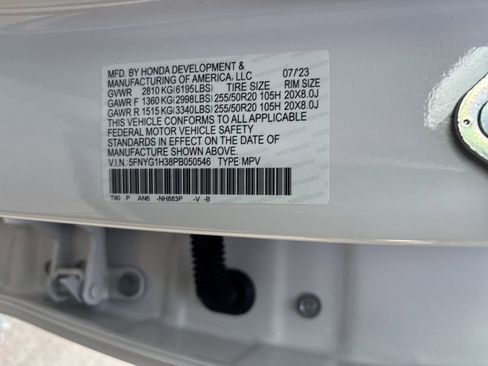 MFD. BY HONDA DEVELOPMENT &
MANUFACTURING OF AMERICA, LLC 07/'23
GVWR 2810 KG(6195LBS) TIRE SIZE RIM SIZE
GAWR F 1360 KG(2998LBS) 255/50R20 105H 20X8.0J
GAWR R 1515 KG(3340LBS) 255/50R20 105H 20X8.0J
THIS VEHICLE CONFORMS TO ALL APPLICABLE
FEDERAL MOTOR VEHICLE SAFETY
STANDARDS IN EFFECT ON THE DATE OF
MANUFACTURE SHOWN ABOVE.
V.I.N.:5FNYG1H38PB050546 TYPE:MPV
T90 P AN6 -NH883P -V -B